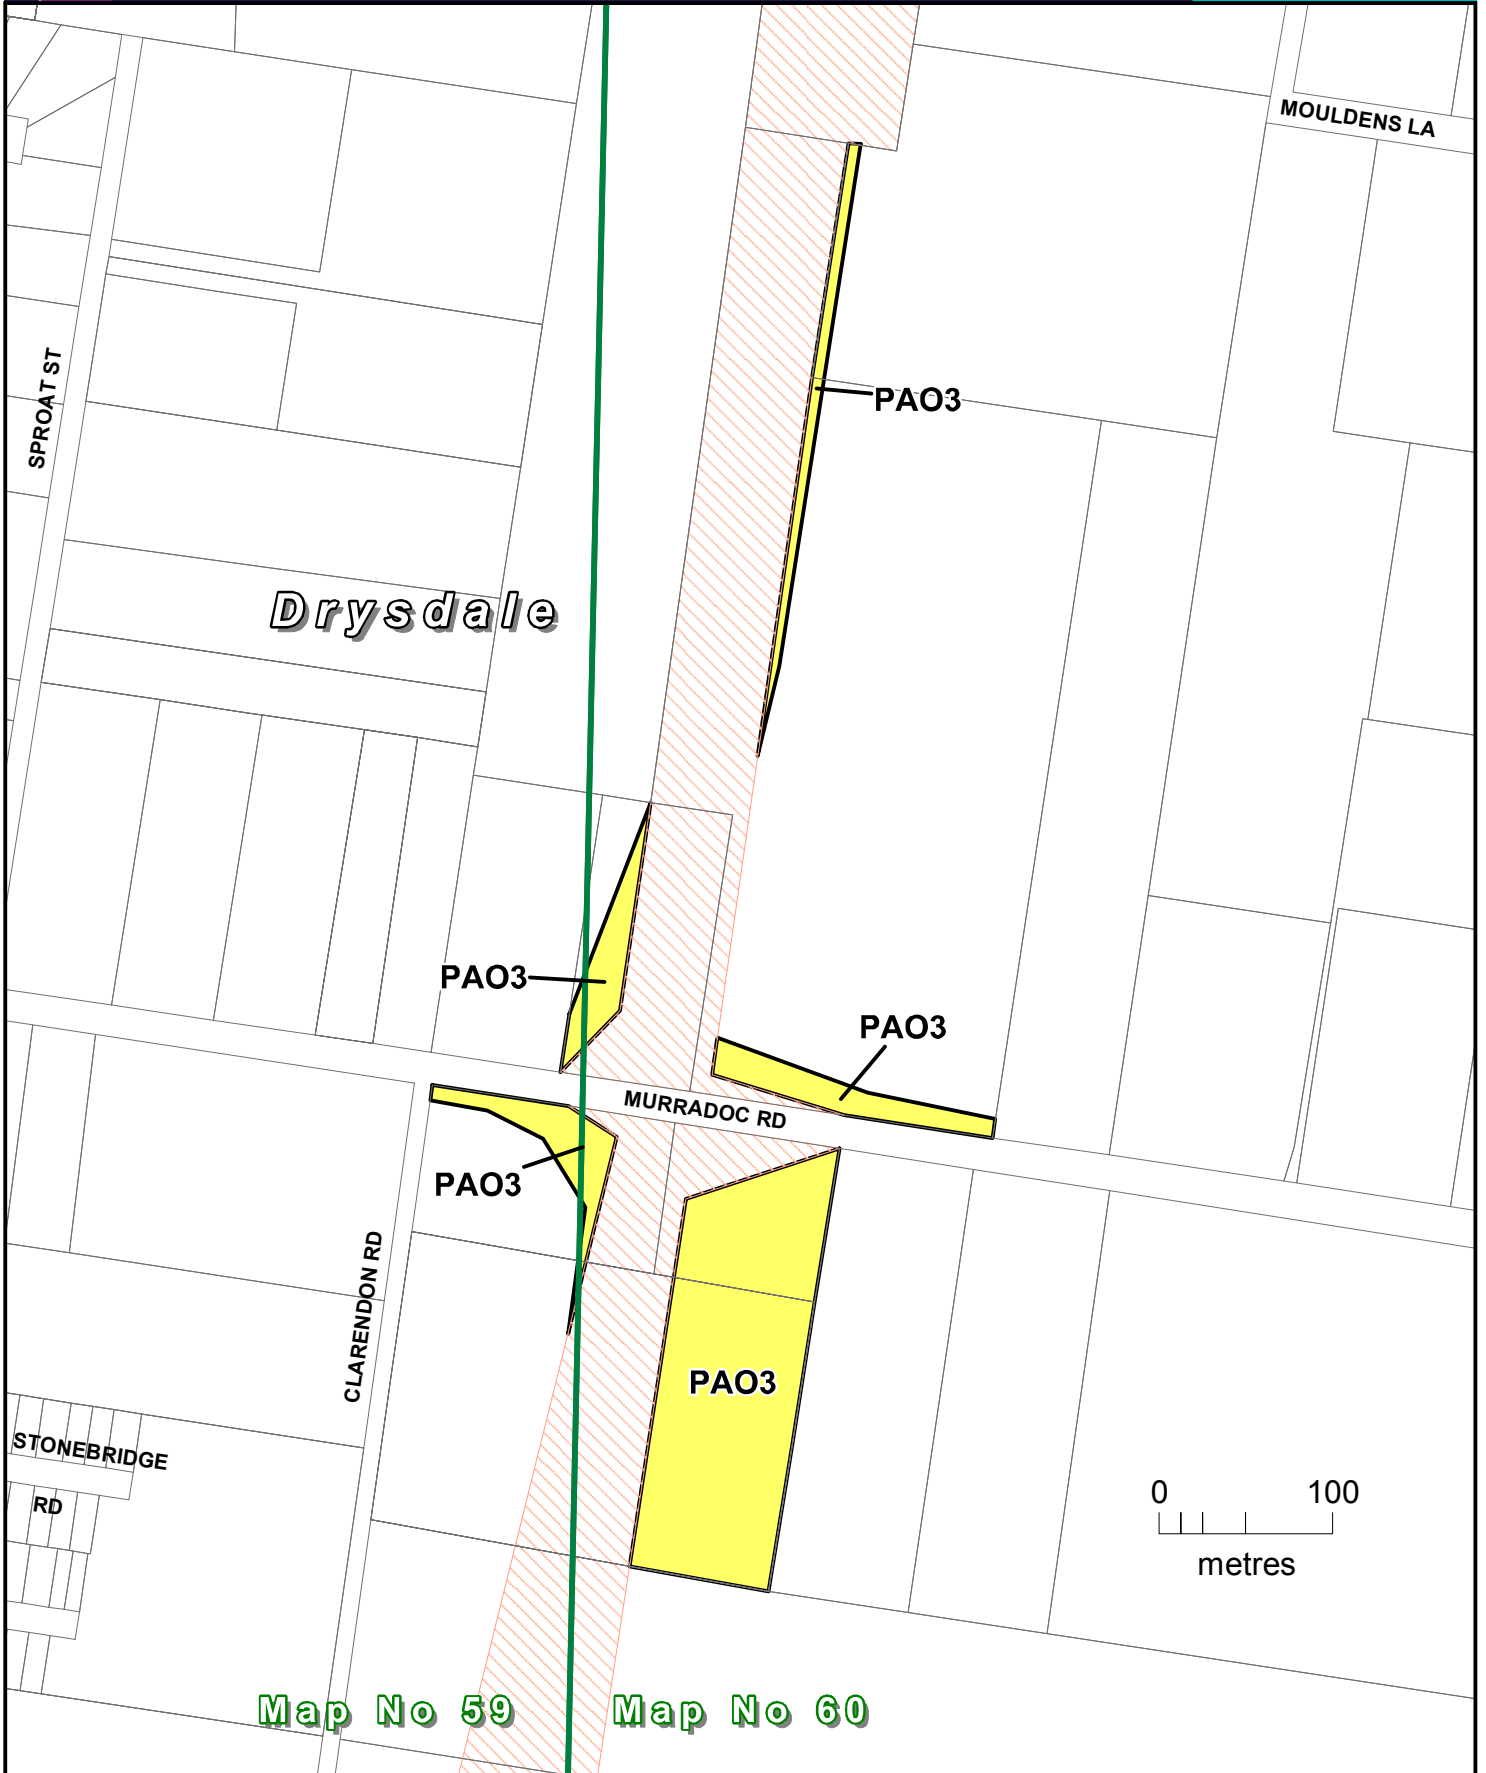 MOULDENS LA
SPROAT ST
PAO3
Drysdale
PAO3
PAO3
MURRADOC RD
PAO3
CLARENDON RD
PAO3
STONEBRIDGE
RD
0 100
metres
Map No 59
Map No 60